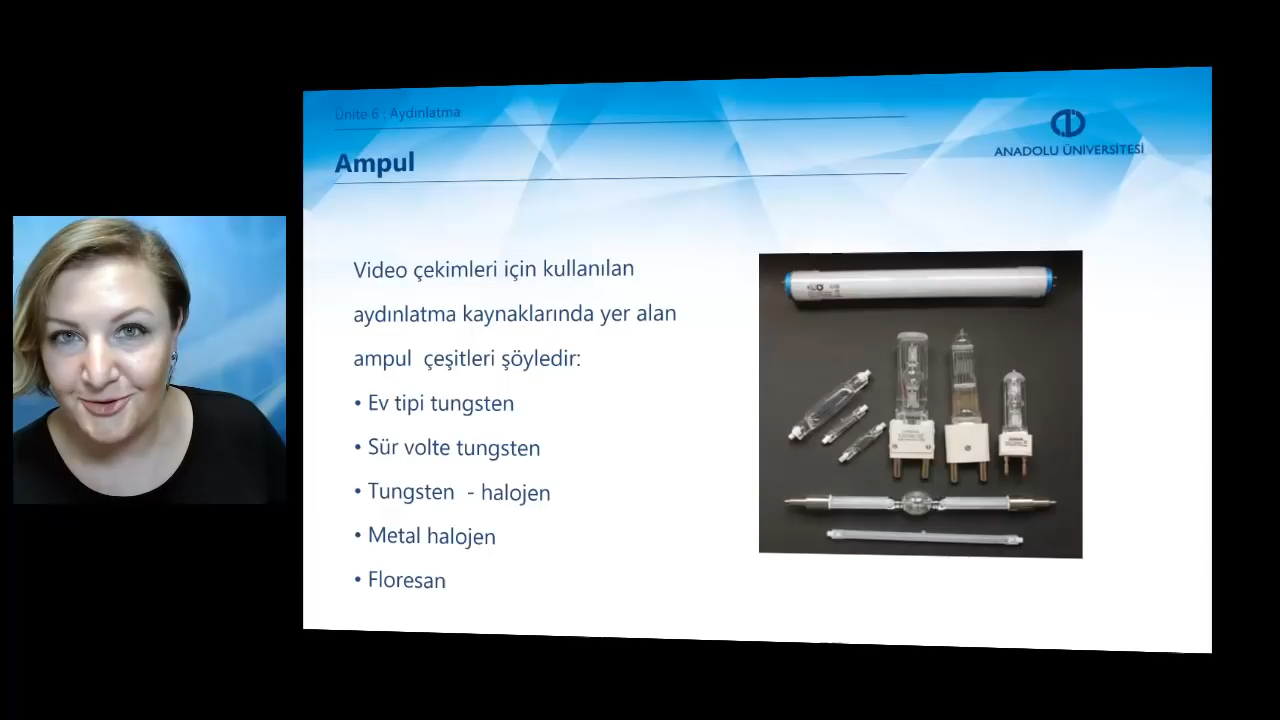 Ünite 6 : Aydınlatma
Ampul
ANADOLU ÜNİVERSİTESİ
Video çekimleri için kullanılan
aydınlatma kaynaklarında yer alan
ampul çeşitleri şöyledir:
• Ev tipi tungsten
• Sür volte tungsten
• Tungsten - halojen
• Metal halojen
• Floresan